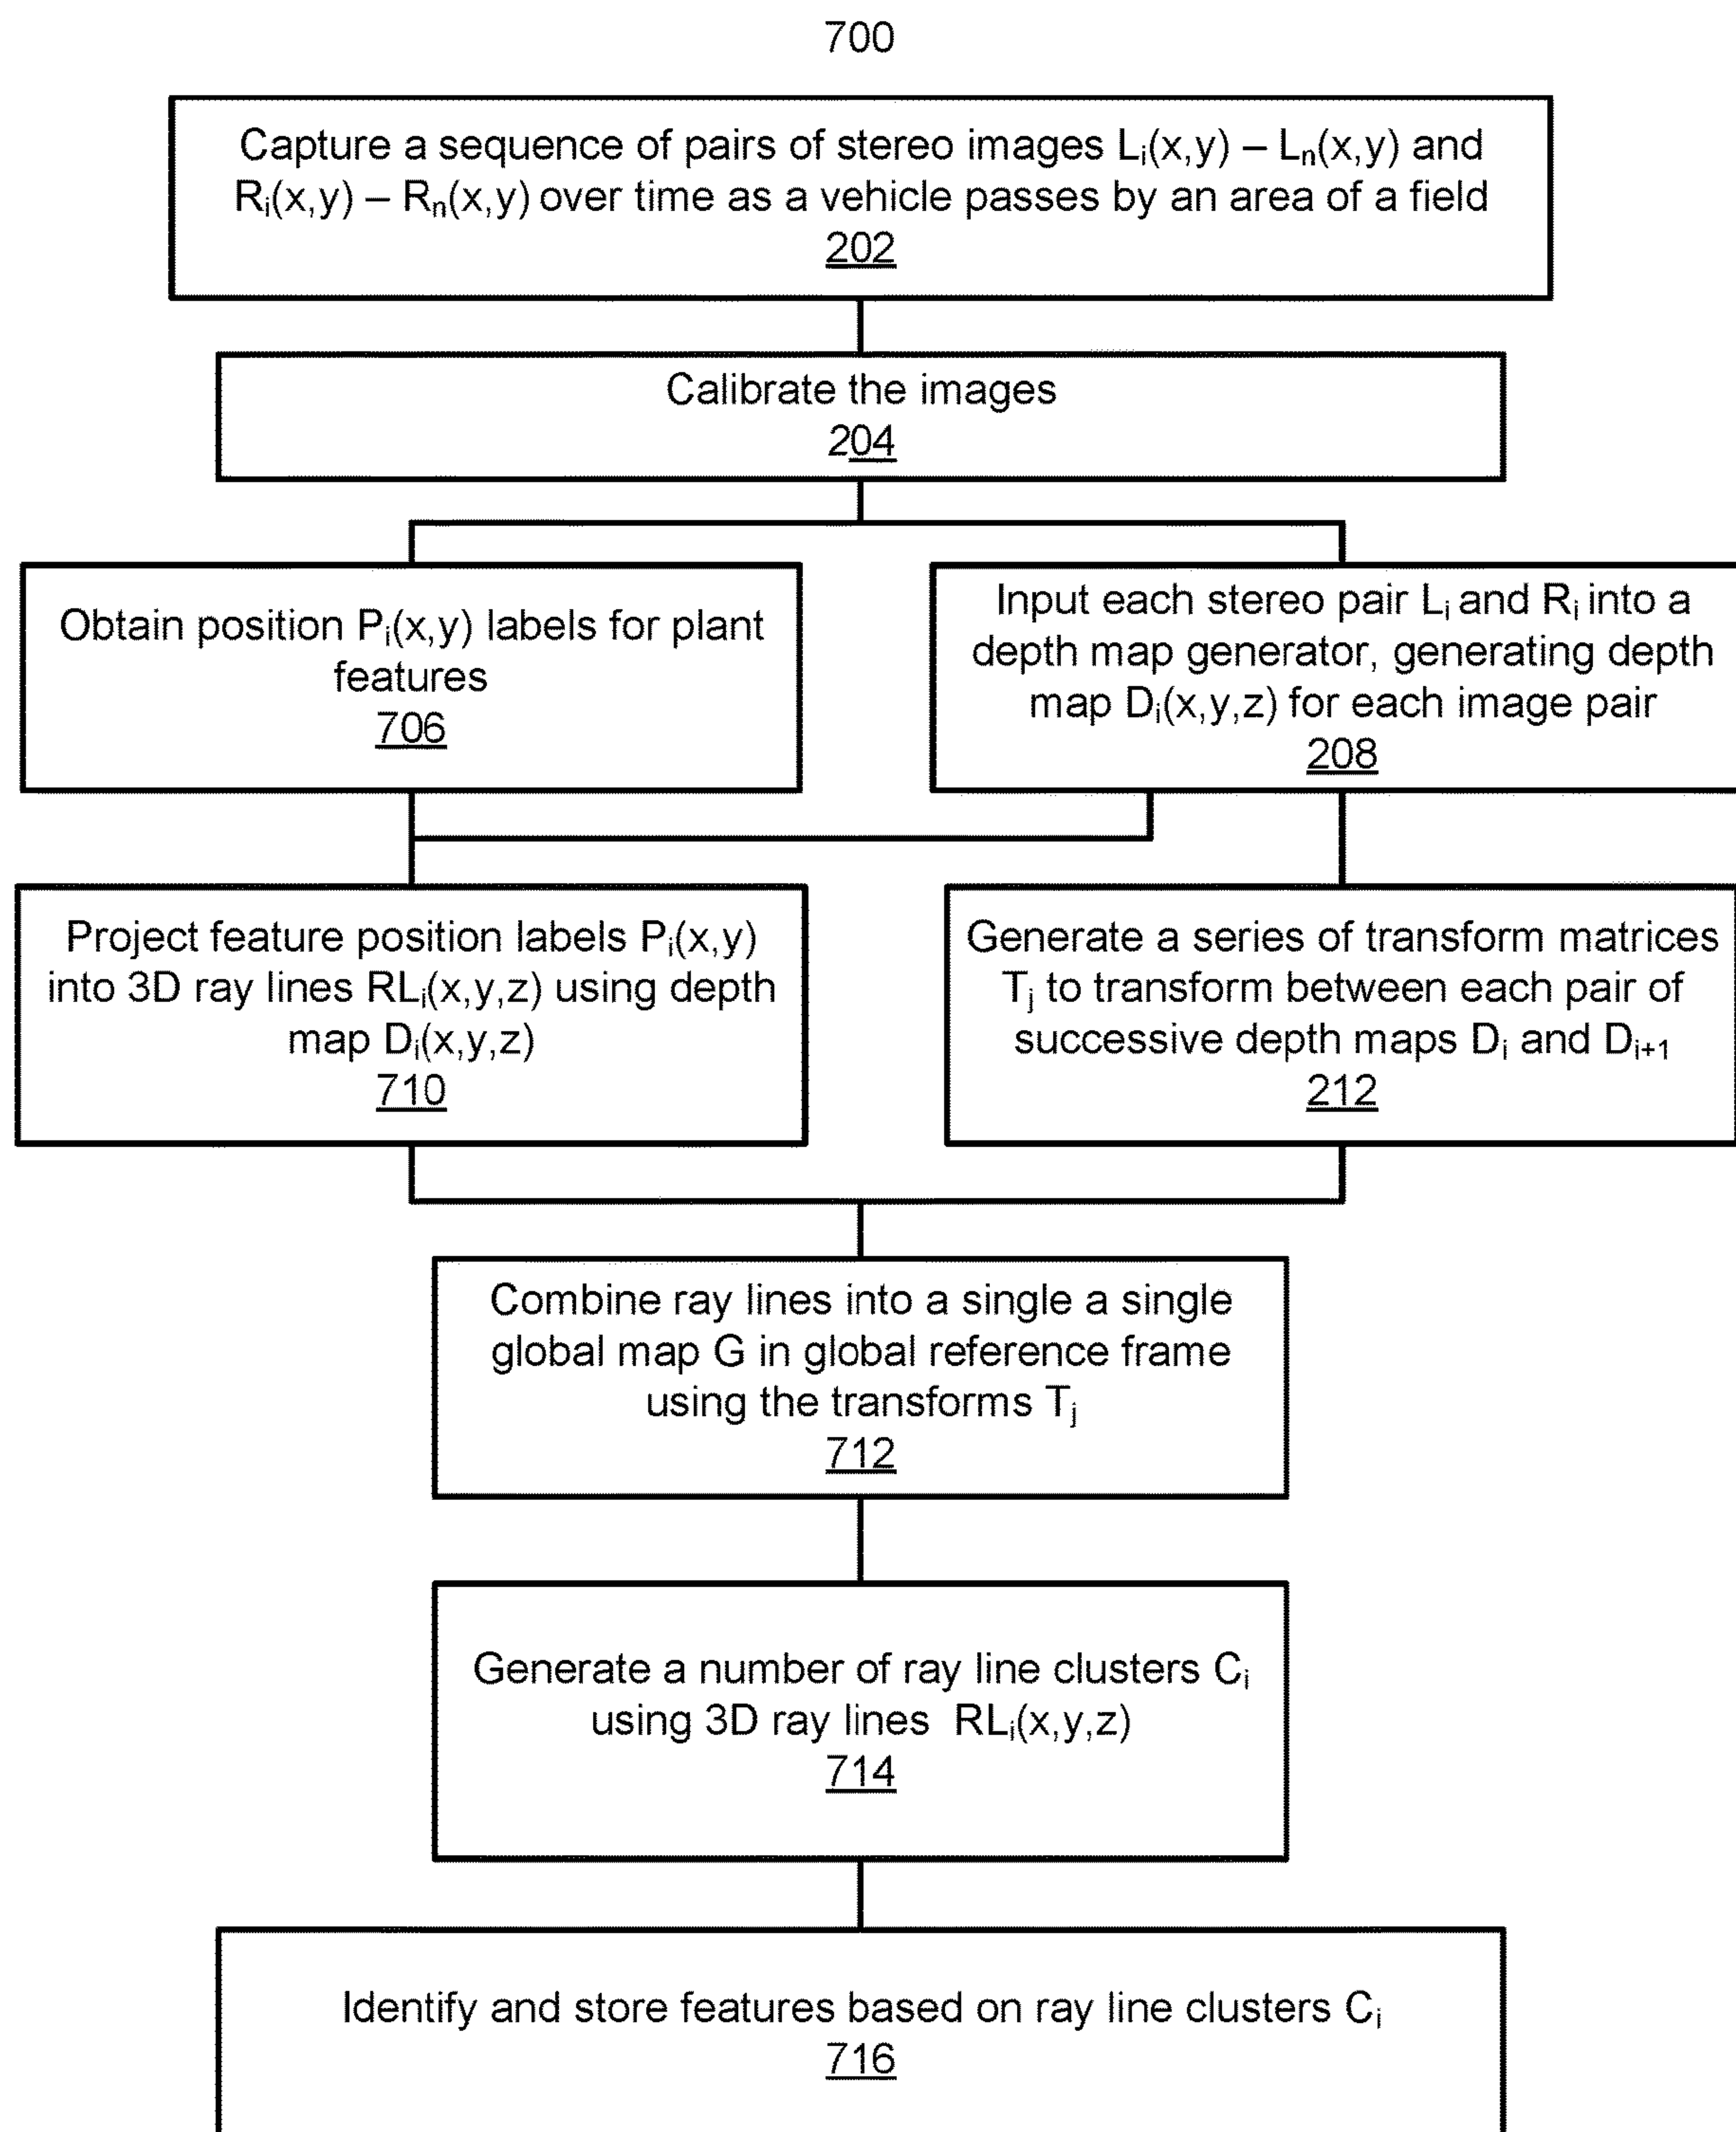 700
Capture a sequence of pairs of stereo images Lᵢ(x,y) – Lₙ(x,y) and
Rᵢ(x,y) – Rₙ(x,y) over time as a vehicle passes by an area of a field
202
Calibrate the images
204
Obtain position Pᵢ(x,y) labels for plant
features
706
Input each stereo pair Lᵢ and Rᵢ into a
depth map generator, generating depth
map Dᵢ(x,y,z) for each image pair
208
Project feature position labels Pᵢ(x,y)
into 3D ray lines RLᵢ(x,y,z) using depth
map Dᵢ(x,y,z)
710
Generate a series of transform matrices
Tⱼ to transform between each pair of
successive depth maps Dᵢ and Dᵢ₊₁
212
Combine ray lines into a single a single
global map G in global reference frame
using the transforms Tⱼ
712
Generate a number of ray line clusters Cᵢ
using 3D ray lines RLᵢ(x,y,z)
714
Identify and store features based on ray line clusters Cᵢ
716